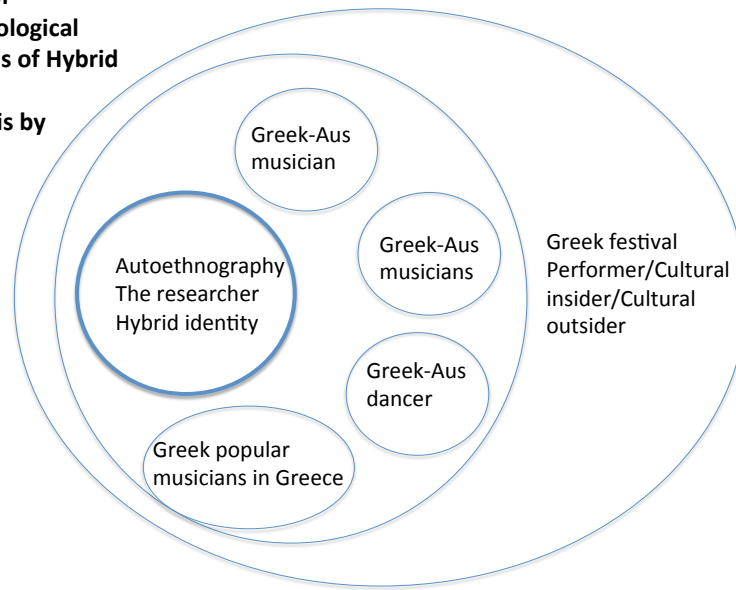 ological
s of Hybrid
is by
Greek-Aus
musician
Greek-Aus
musicians
Greek festival
Performer/Cultural
insider/Cultural
outsider
Autoethnography
The researcher
Hybrid identity
Greek-Aus
dancer
Greek popular
musicians in Greece